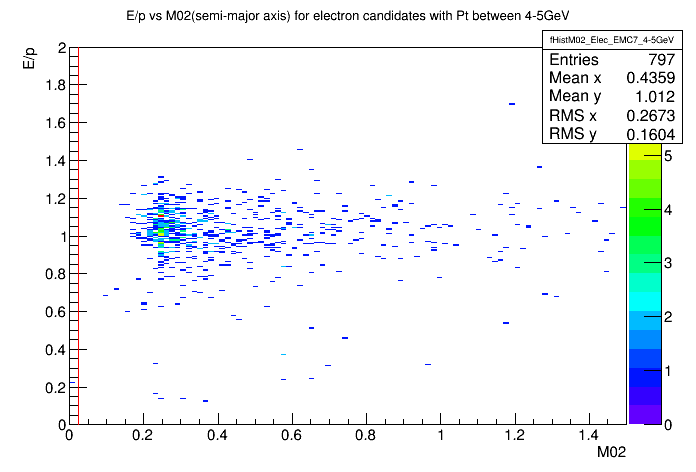 E/p vs M02(semi-major axis) for electron candidates with Pt between 4-5GeV
fHistM02_Elec_EMC7_4-5GeV
Entries 797
Mean x 0.4359
Mean y 1.012
RMS x 0.2673
RMS y 0.1604
E/p
2
1.8
1.6
1.4
1.2
1
0.8
0.6
0.4
0.2
0
5
4
3
2
1
0
0 0.2 0.4 0.6 0.8 1 1.2 1.4
M02